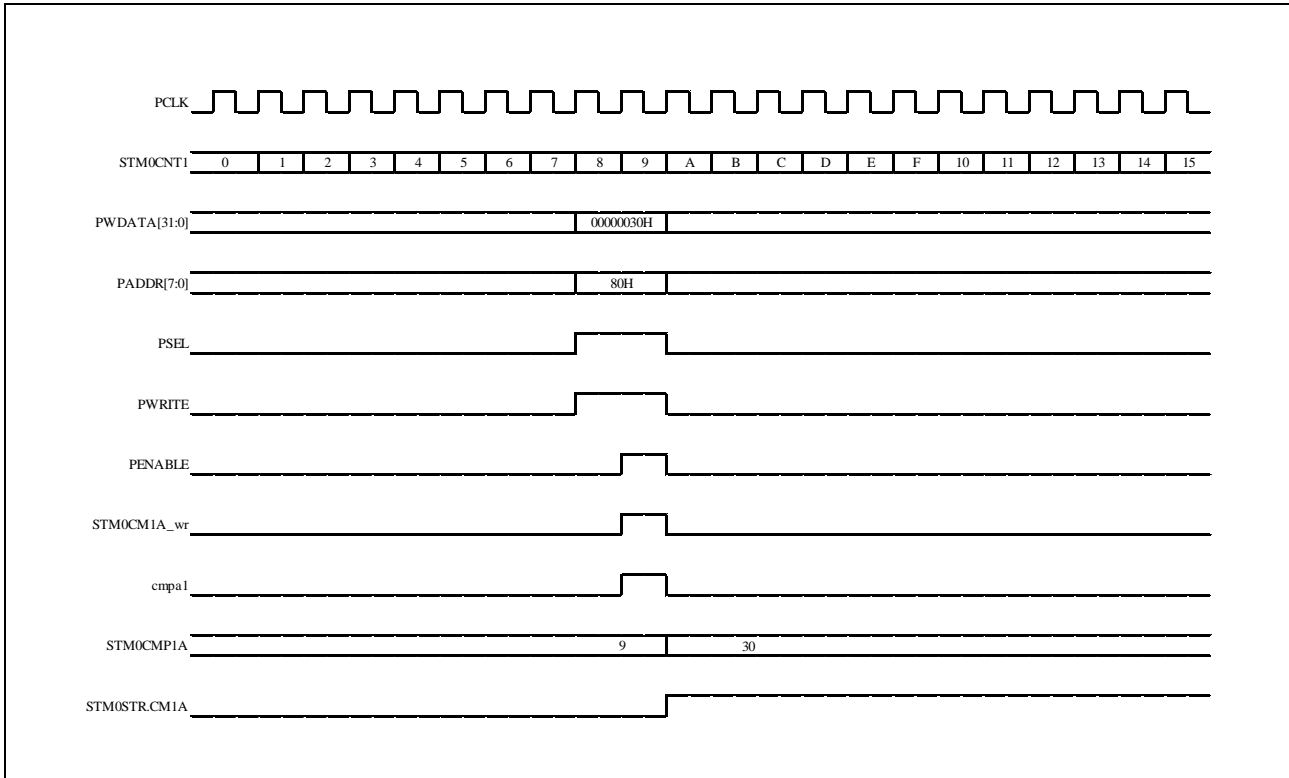 PCLK
STM0CNT1 0 1 2 3 4 5 6 7 8 9 A B C D E F 10 11 12 13 14 15
PWDATA[31:0] 00000030H
PADDR[7:0] 80H
PSEL
PWRITE
PENABLE
STM0CM1A_wr
cmpa1
STM0CMP1A 9 30
STM0STR.CM1A